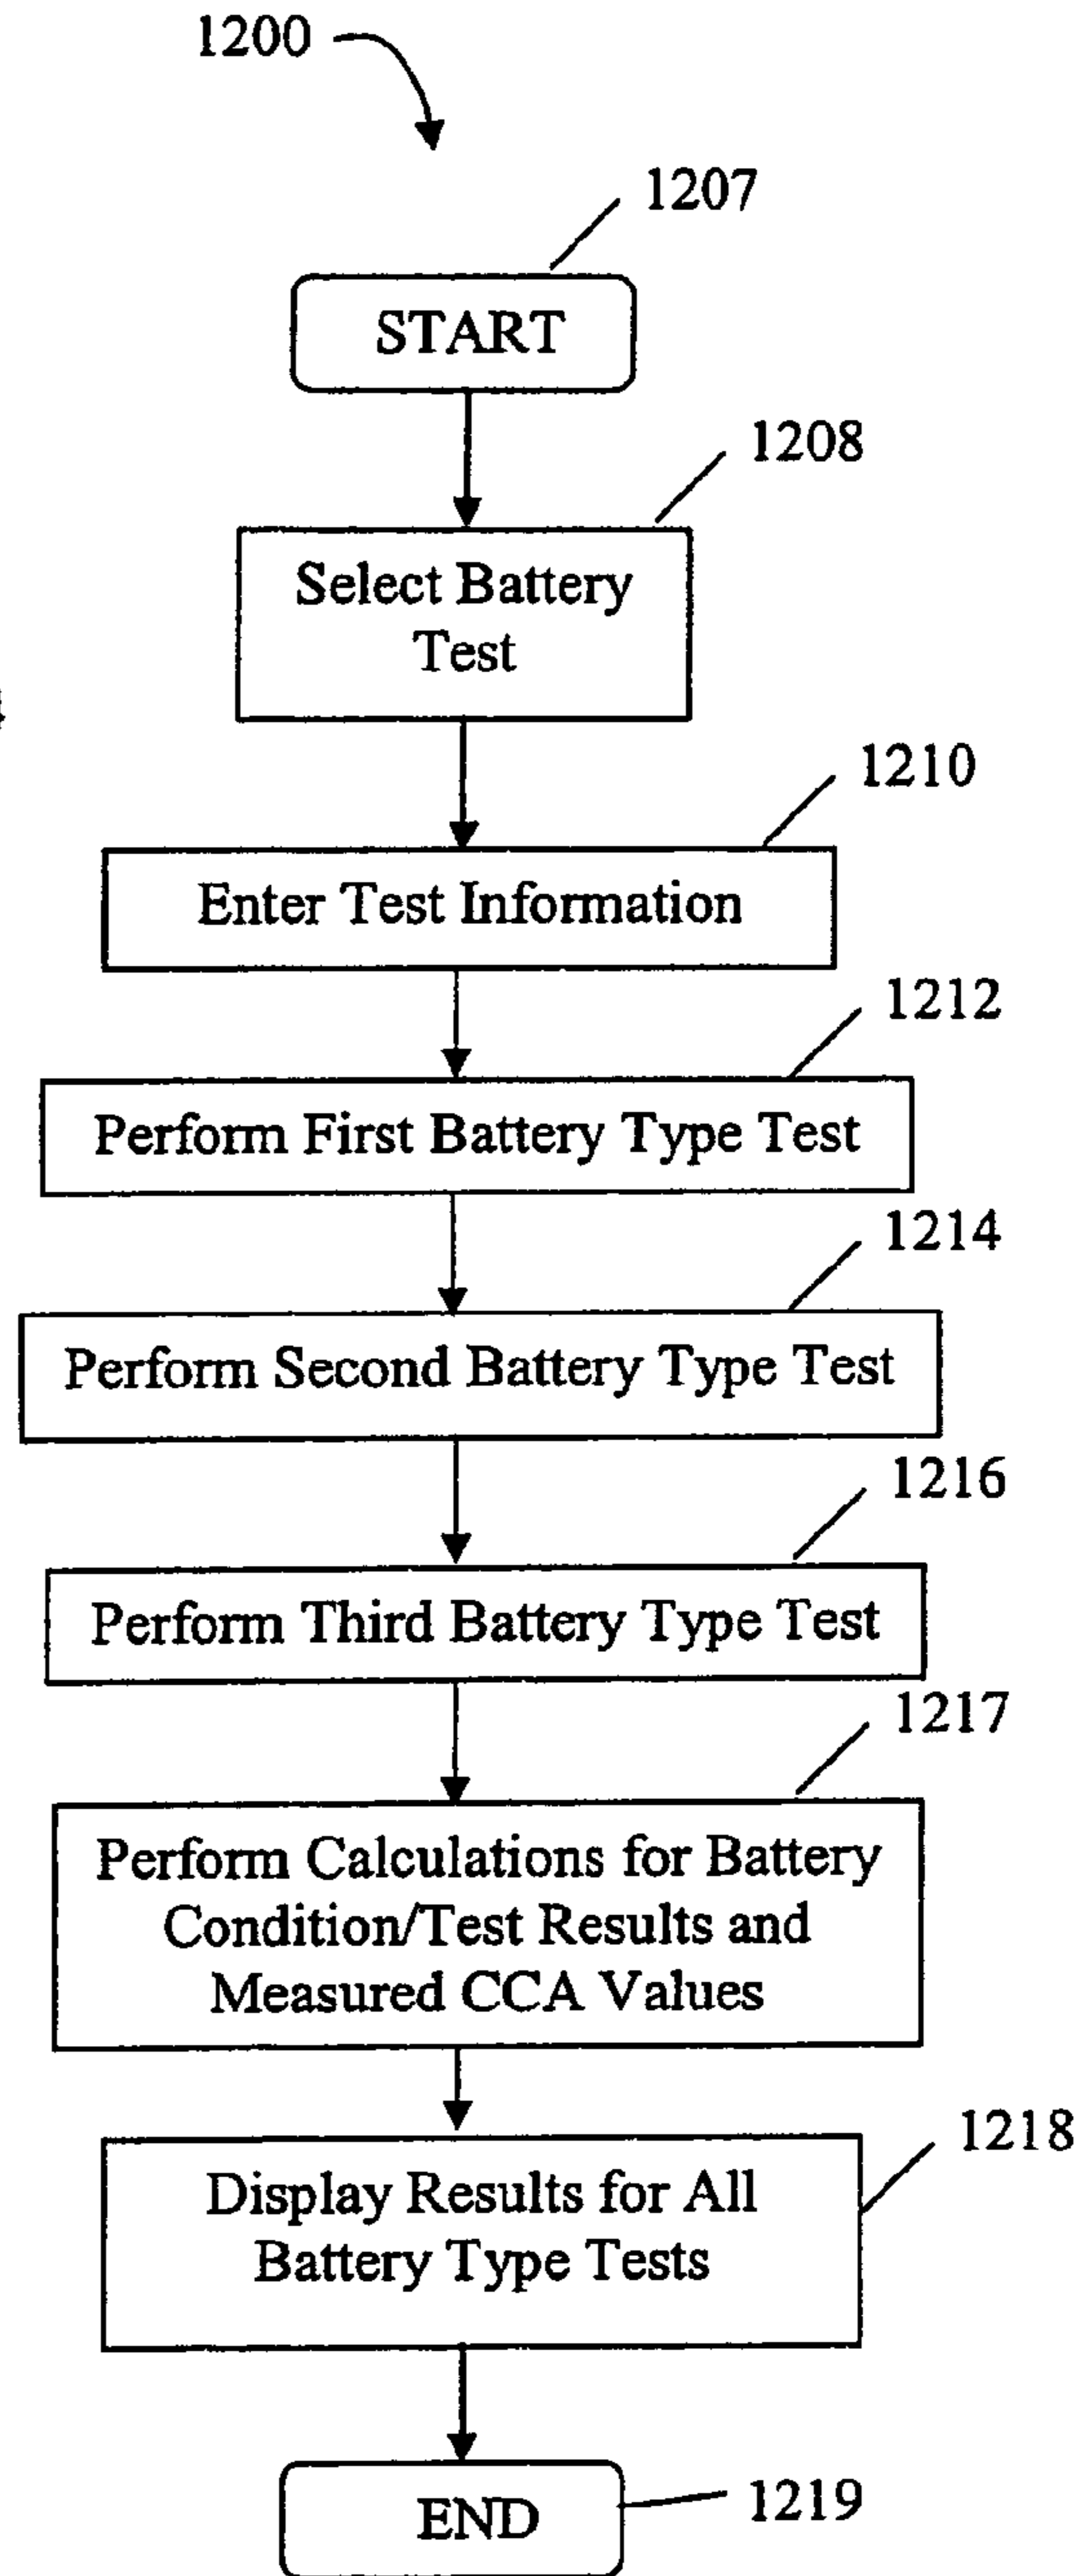 1200
1207
START
1208
Select Battery
Test
1210
Enter Test Information
1212
Perform First Battery Type Test
1214
Perform Second Battery Type Test
1216
Perform Third Battery Type Test
1217
Perform Calculations for Battery
Condition/Test Results and
Measured CCA Values
1218
Display Results for All
Battery Type Tests
END
1219